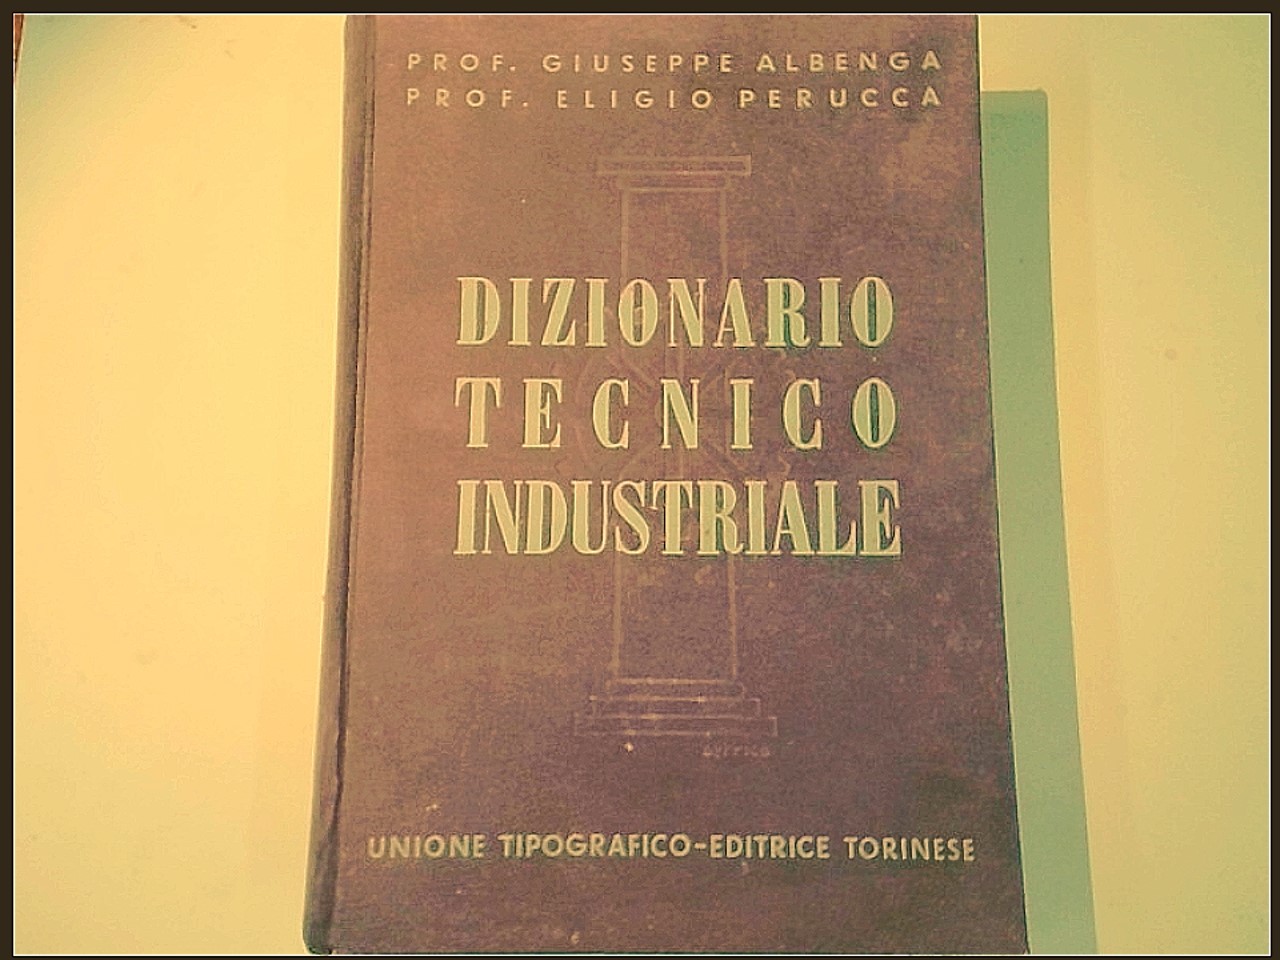 PROF. GIUSEPPE ALBENGA
PROF. ELIGIO PERUCCA
DIZIONARIO
TECNICO
INDUSTRIALE
UNIONE TIPOGRAFICO-EDITRICE TORINESE